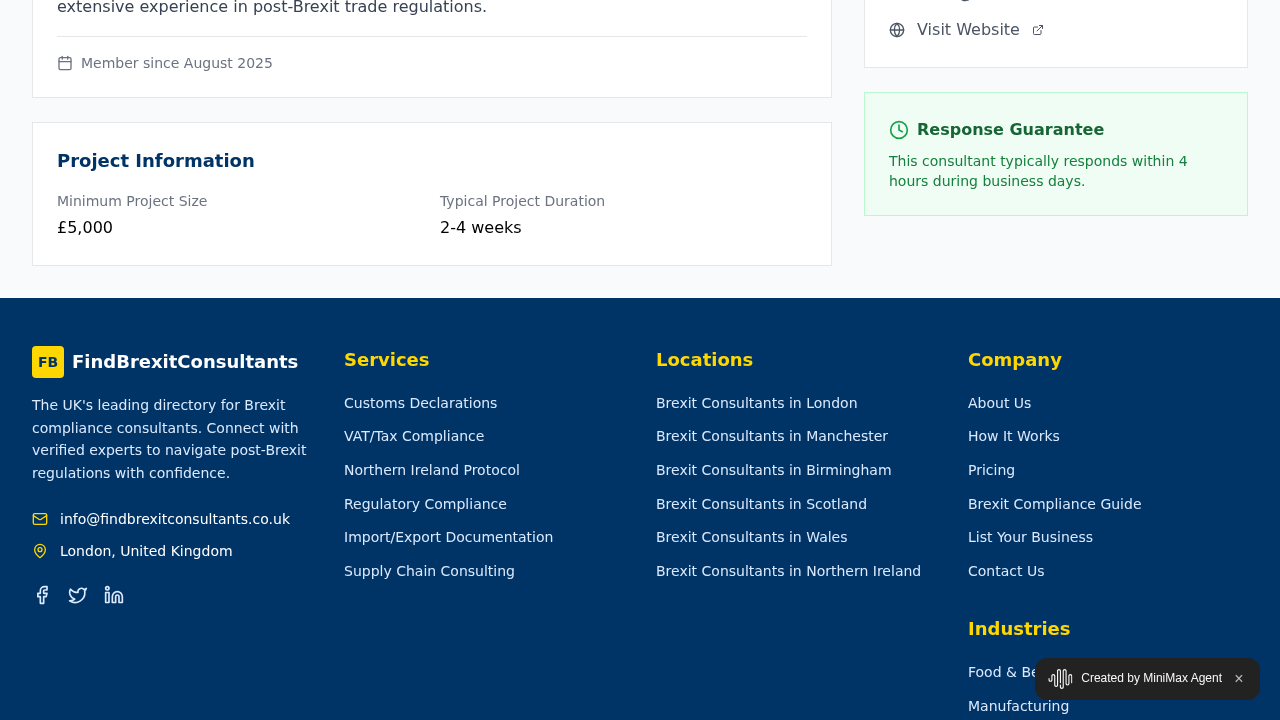 extensive experience in post-Brexit trade regulations.
Member since August 2025
Project Information
Minimum Project Size
£5,000
Typical Project Duration
2-4 weeks
Visit Website
Response Guarantee
This consultant typically responds within 4
hours during business days.
FB FindBrexitConsultants
The UK's leading directory for Brexit
compliance consultants. Connect with
verified experts to navigate post-Brexit
regulations with confidence.
info@findbrexitconsultants.co.uk
London, United Kingdom
Services
Customs Declarations
VAT/Tax Compliance
Northern Ireland Protocol
Regulatory Compliance
Import/Export Documentation
Supply Chain Consulting
Locations
Brexit Consultants in London
Brexit Consultants in Manchester
Brexit Consultants in Birmingham
Brexit Consultants in Scotland
Brexit Consultants in Wales
Brexit Consultants in Northern Ireland
Company
About Us
How It Works
Pricing
Brexit Compliance Guide
List Your Business
Contact Us
Industries
Food &
Manufacturing
Created by MiniMax Agent ×